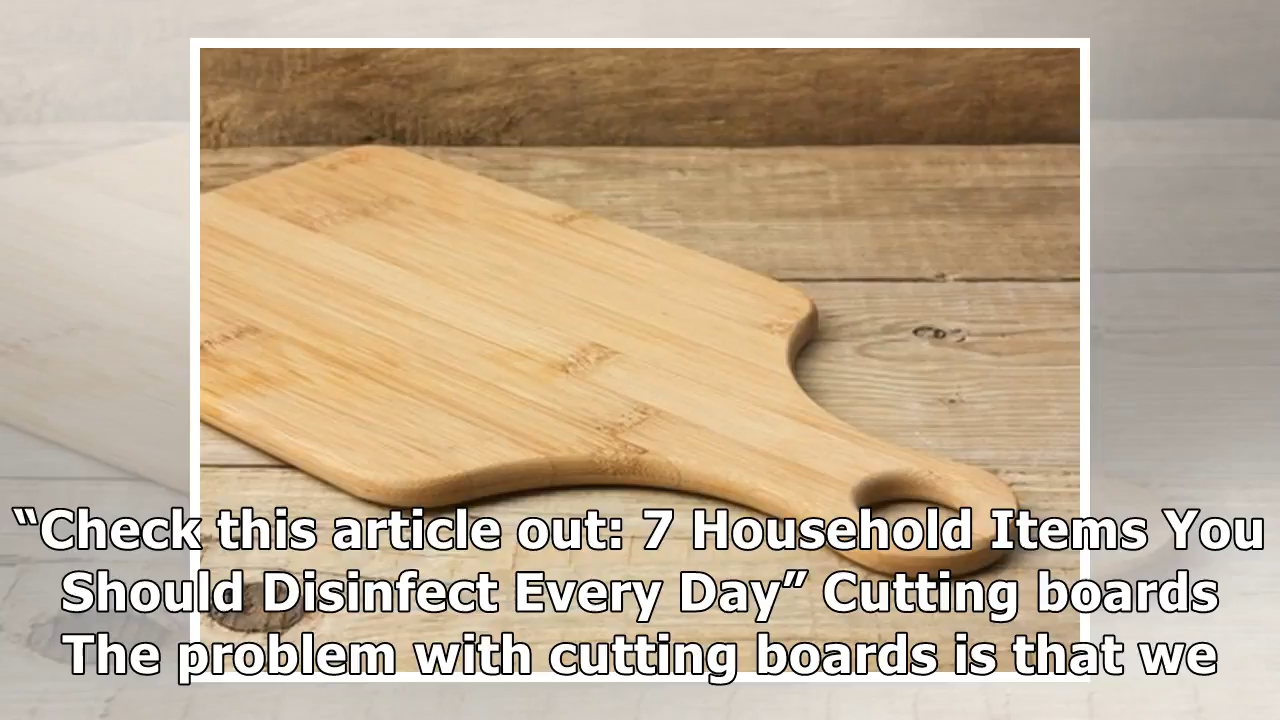 “Check this article out: 7 Household Items You
Should Disinfect Every Day” Cutting boards
The problem with cutting boards is that we